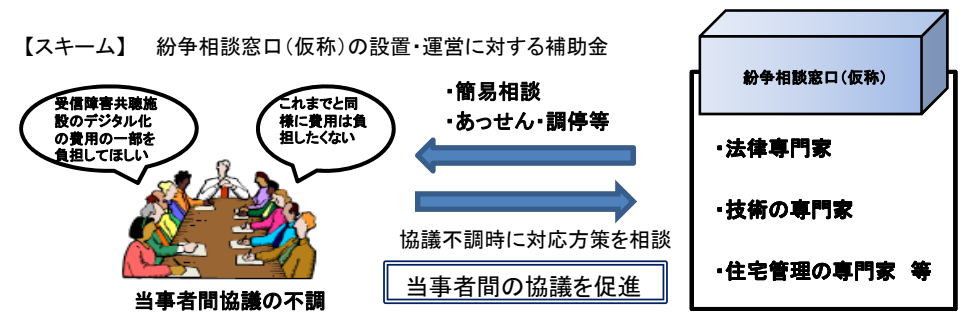 【スキーム】　紛争相談窓口（仮称）の設置・運営に対する補助金
受信障害共聴施
設のデジタル化
の費用の一部を
負担してほしい
これまでと同
様に費用は負
担したくない
当事者間協議の不調
・簡易相談
・あっせん・調停等
協議不調時に対応方策を相談
当事者間の協議を促進
紛争相談窓口（仮称）
・法律専門家
・技術の専門家
・住宅管理の専門家　等